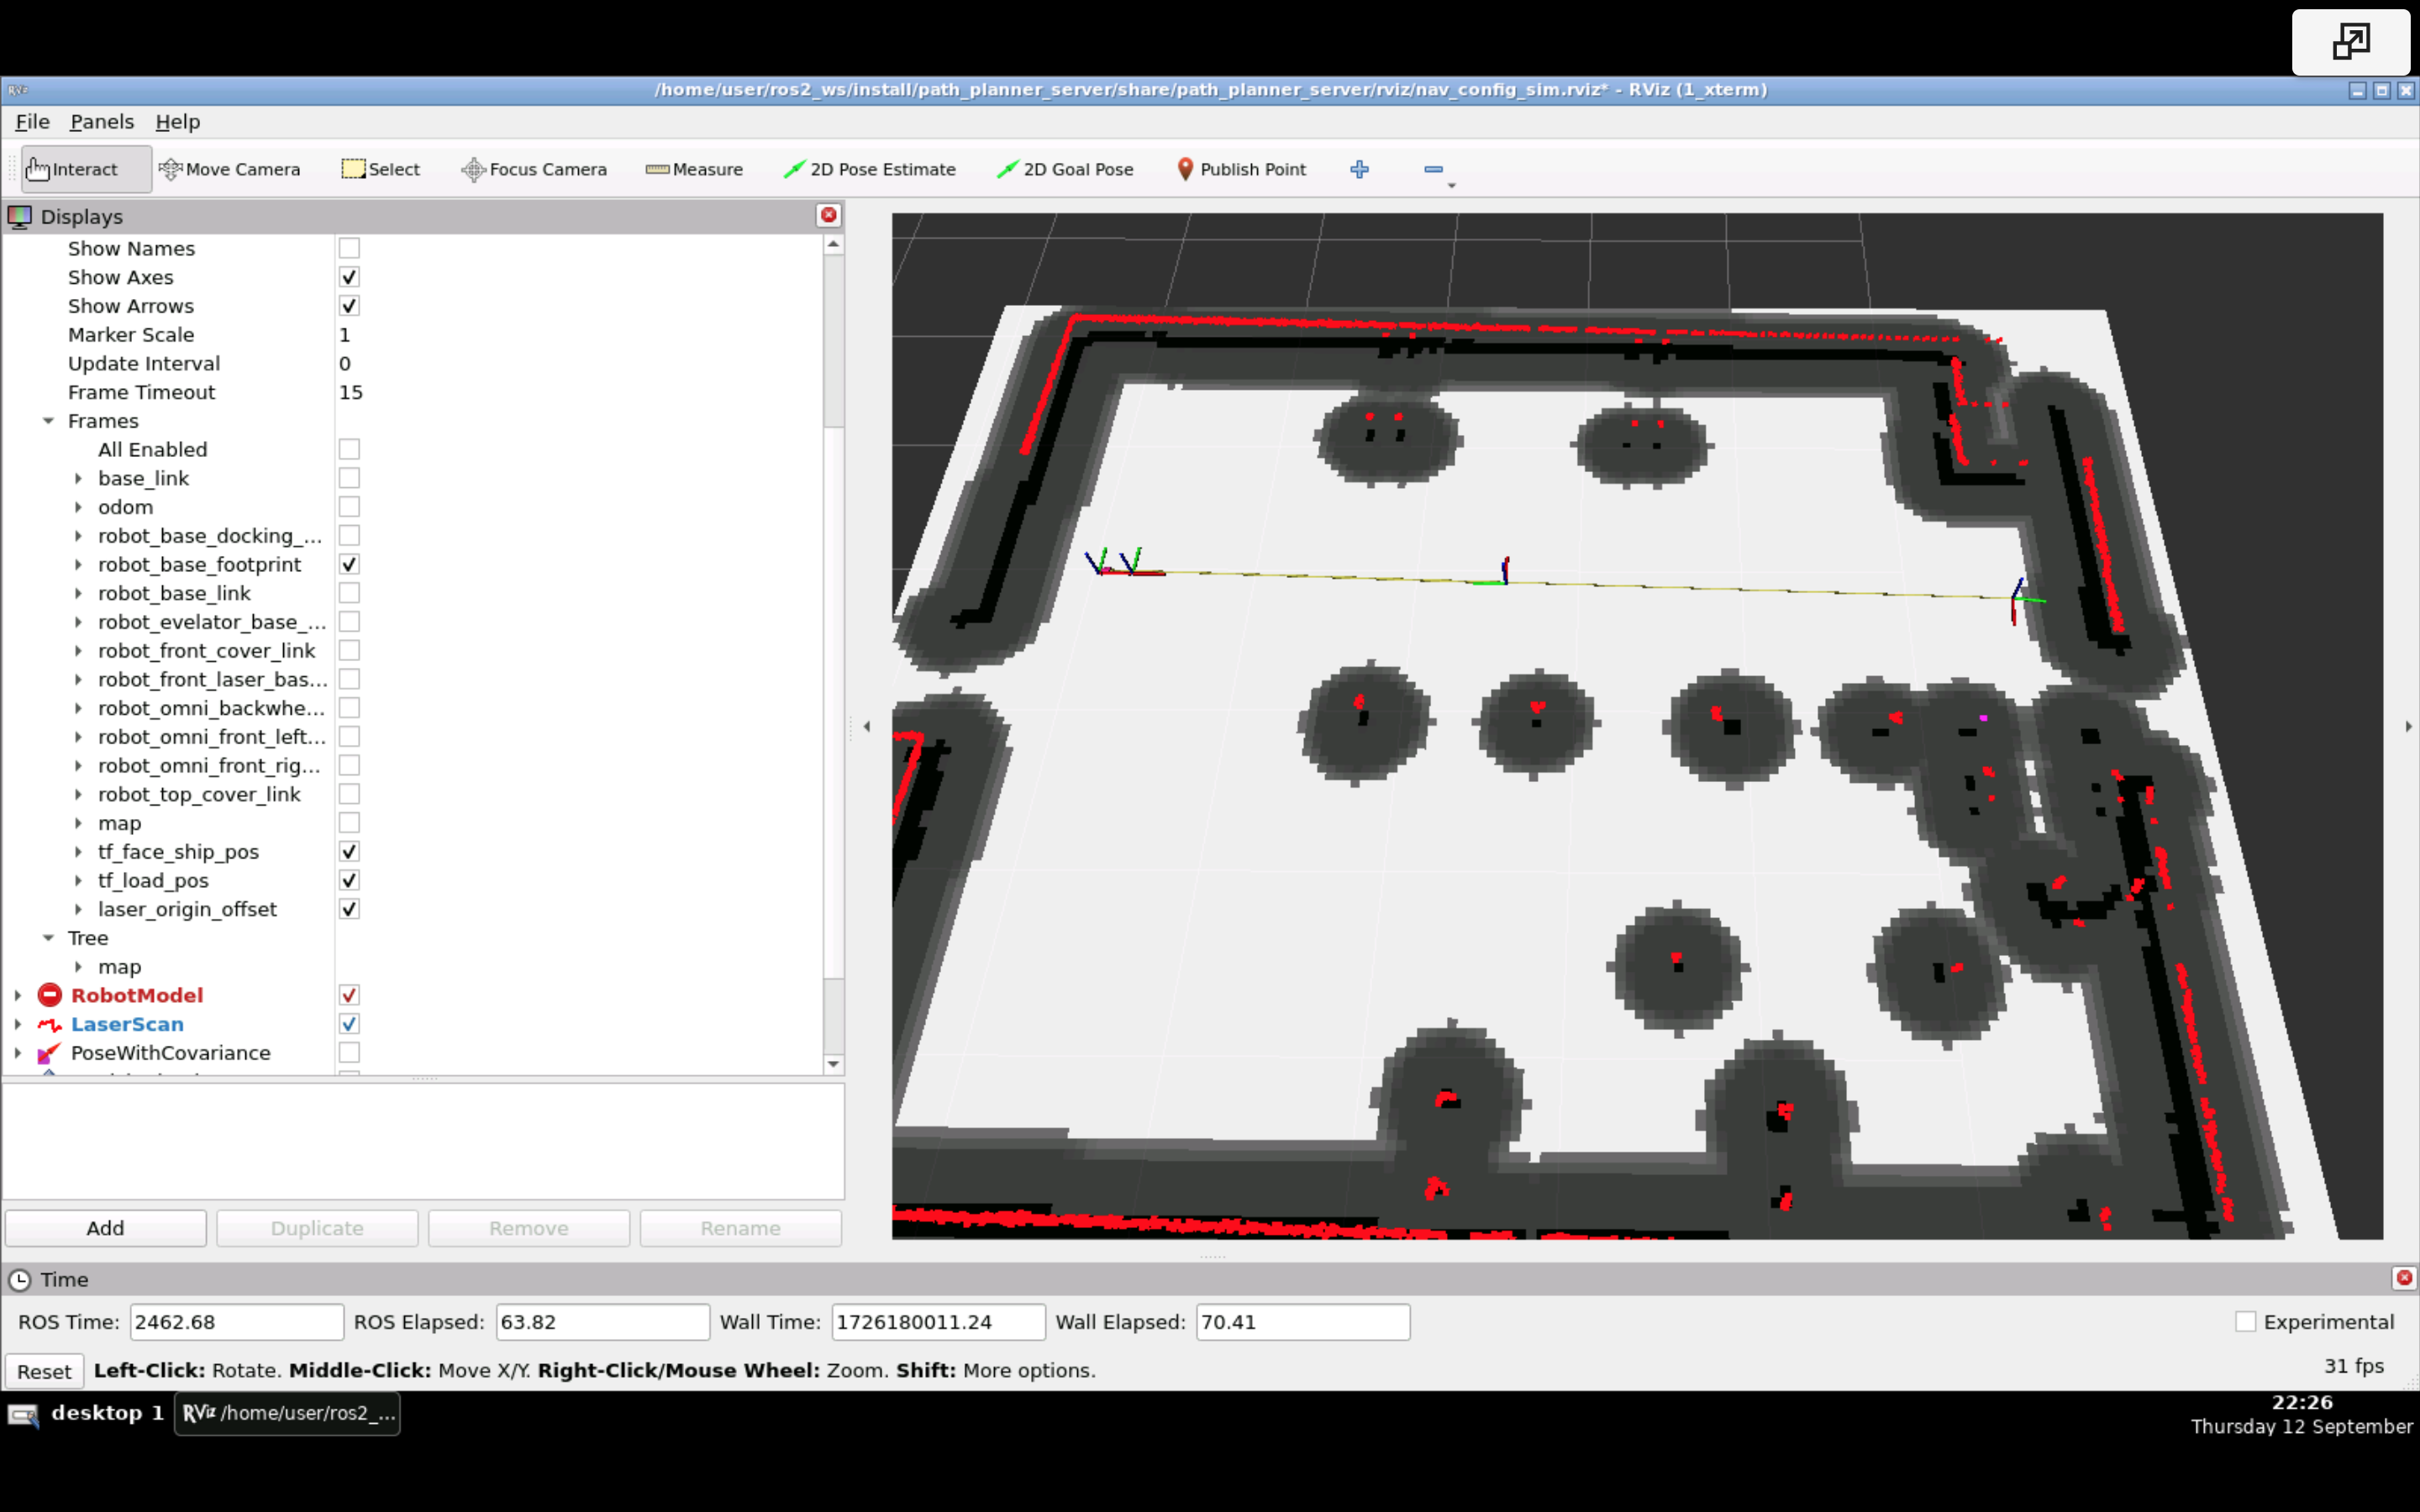 RViz /home/user/ros2_ws/install/path_planner_server/share/path_planner_server/rviz/nav_config_sim.rviz* - RViz (1_xterm)
File Panels Help
Interact Move Camera Select Focus Camera Measure 2D Pose Estimate 2D Goal Pose Publish Point
Displays
Show Names
Show Axes
Show Arrows
Marker Scale 1
Update Interval 0
Frame Timeout 15
Frames
All Enabled
base_link
odom
robot_base_docking_...
robot_base_footprint
robot_base_link
robot_evelator_base_...
robot_front_cover_link
robot_front_laser_bas...
robot_omni_backwhe...
robot_omni_front_left...
robot_omni_front_rig...
robot_top_cover_link
map
tf_face_ship_pos
tf_load_pos
laser_origin_offset
Tree
map
RobotModel
LaserScan
PoseWithCovariance
Add Duplicate Remove Rename
Time
ROS Time: 2462.68 ROS Elapsed: 63.82 Wall Time: 1726180011.24 Wall Elapsed: 70.41 Experimental
Reset Left-Click: Rotate. Middle-Click: Move X/Y. Right-Click/Mouse Wheel: Zoom. Shift: More options. 31 fps
desktop 1 RViz /home/user/ros2_... 22:26
Thursday 12 September